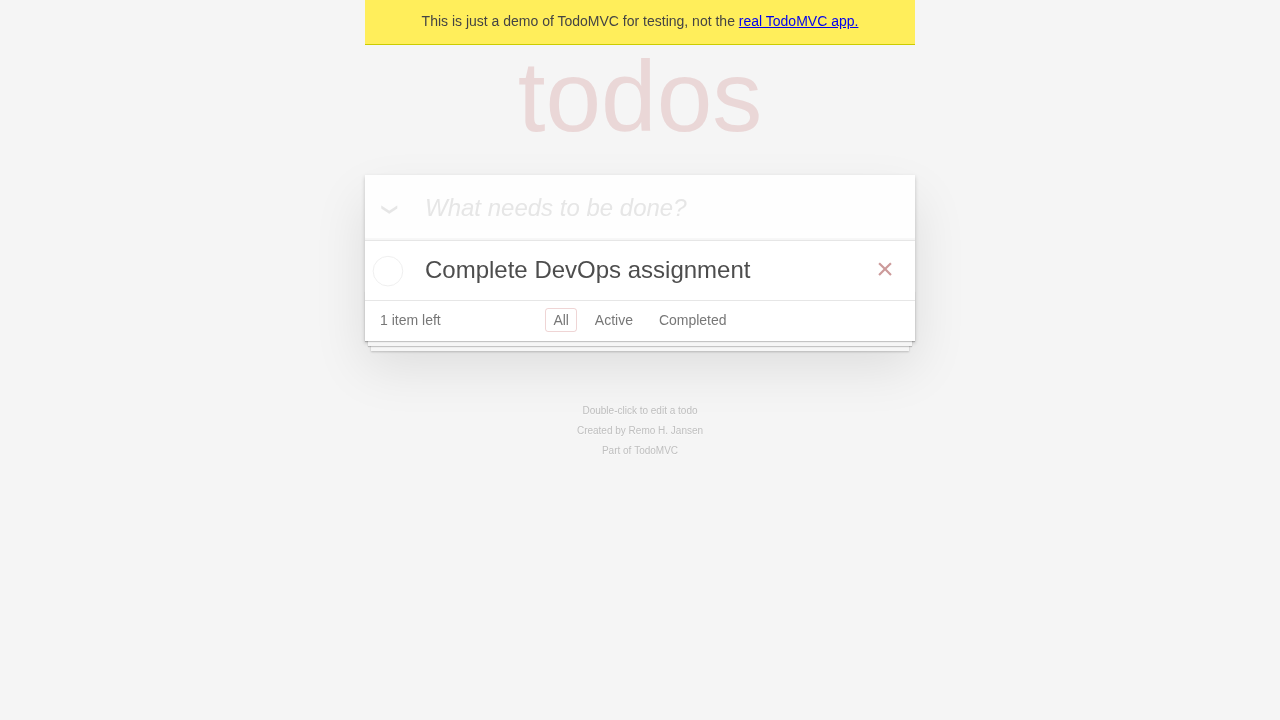 This is just a demo of TodoMVC for testing, not the real TodoMVC app.
todos
What needs to be done?
Complete DevOps assignment
1 item left
All
Active
Completed
Double-click to edit a todo
Created by Remo H. Jansen
Part of TodoMVC